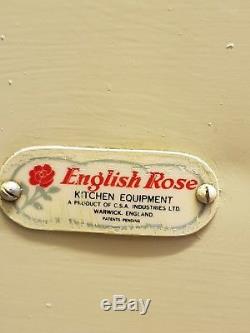 English Rose
KITCHEN EQUIPMENT
A PRODUCT OF C.S.A. INDUSTRIES LTD.
WARWICK, ENGLAND
PATENTS PENDING